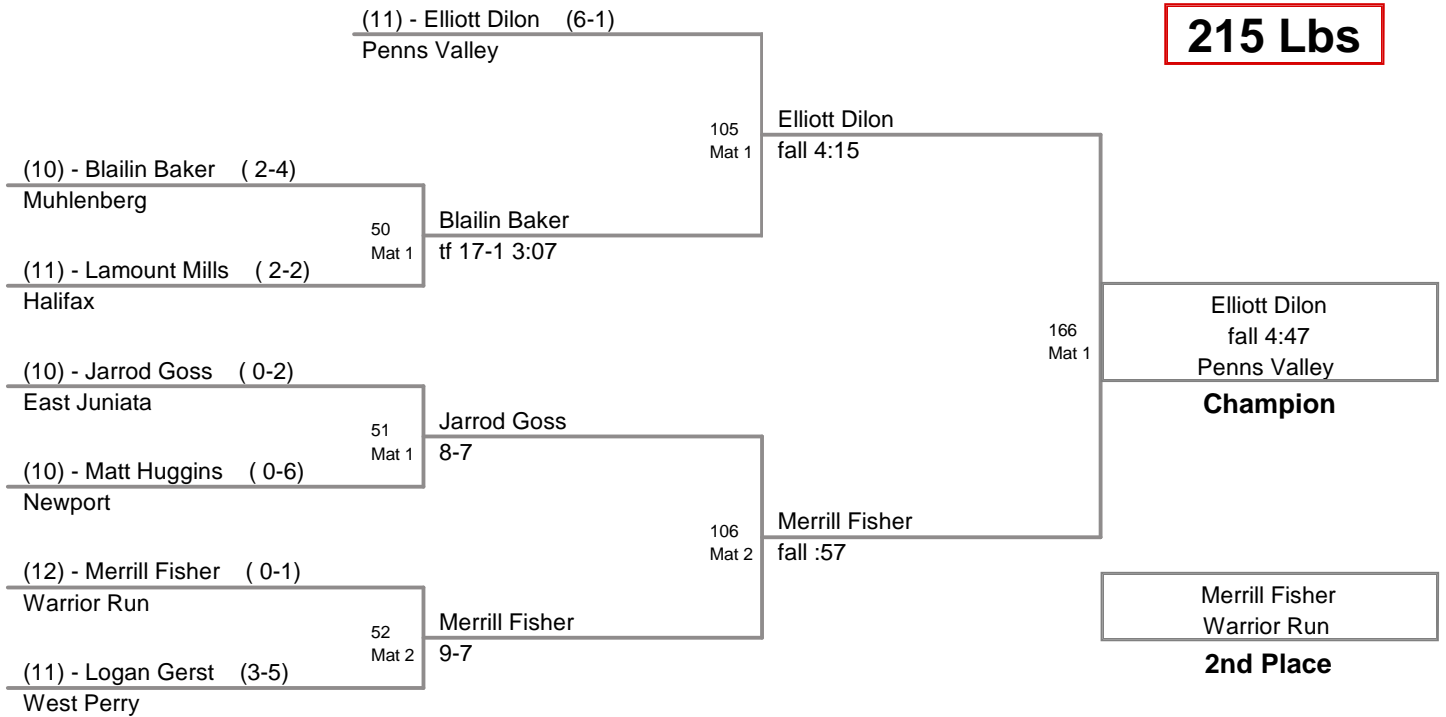 (11) - Elliott Dilon (6-1)
Penns Valley
215 Lbs
105
Mat 1
Elliott Dilon
fall 4:15
(10) - Blailin Baker ( 2-4)
Muhlenberg
50
Mat 1
Blailin Baker
tf 17-1 3:07
(11) - Lamount Mills ( 2-2)
Halifax
166
Mat 1
Elliott Dilon
fall 4:47
Penns Valley
Champion
(10) - Jarrod Goss ( 0-2)
East Juniata
51
Mat 1
Jarrod Goss
8-7
(10) - Matt Huggins ( 0-6)
Newport
106
Mat 2
Merrill Fisher
fall :57
(12) - Merrill Fisher ( 0-1)
Warrior Run
52
Mat 2
Merrill Fisher
9-7
(11) - Logan Gerst (3-5)
West Perry
Merrill Fisher
Warrior Run
2nd Place